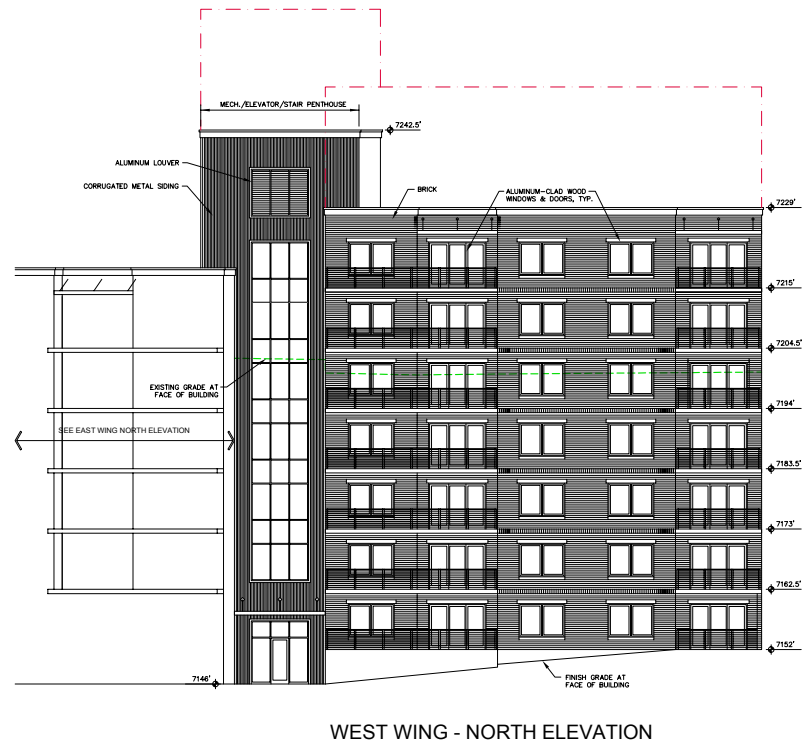 MECH./ELEVATOR/STAIR PENTHOUSE
7242.5'
ALUMINUM LOUVER
CORRUGATED METAL SIDING
BRICK
ALUMINUM-CLAD WOOD
WINDOWS & DOORS, TYP.
7229'
7215'
7204.5'
EXISTING GRADE AT
FACE OF BUILDING
7194'
SEE EAST WING NORTH ELEVATION
7183.5'
7173'
7162.5'
7152'
7146'
FINISH GRADE AT
FACE OF BUILDING
WEST WING - NORTH ELEVATION